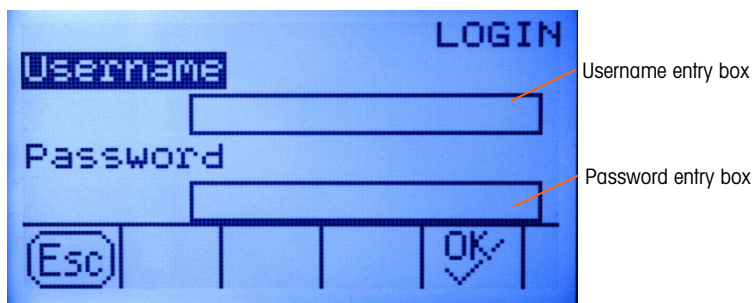 LOGIN
Username
Username entry box
Password
Password entry box
Esc
OK